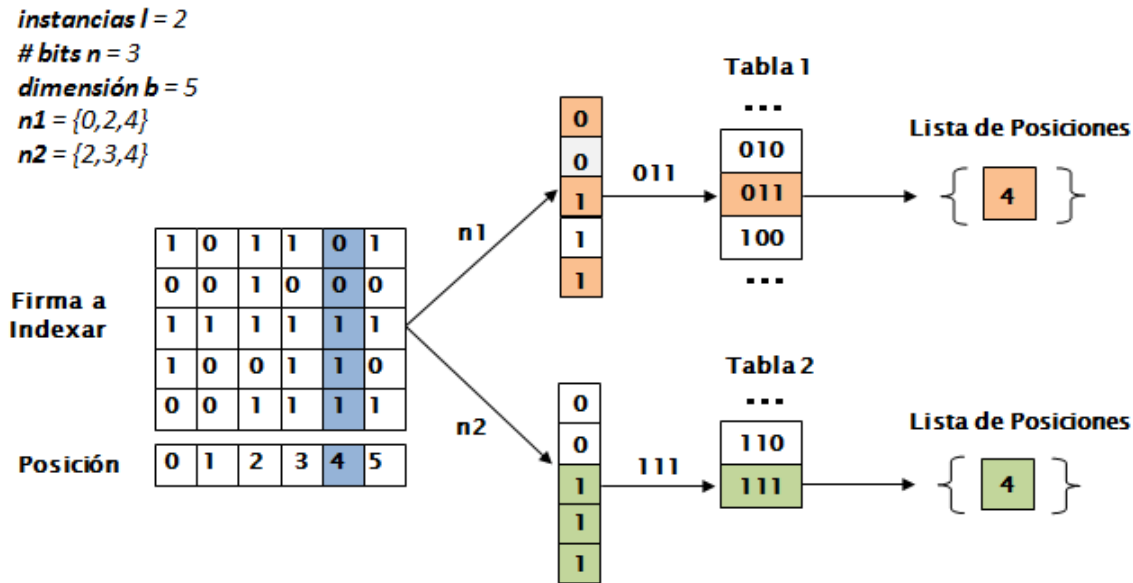 instancias l = 2
# bits n = 3
dimensión b = 5
n1 = {0,2,4}
n2 = {2,3,4}
Firma a
Indexar
1 0 1 1 0 1
0 0 1 0 0 0
1 1 1 1 1 1
1 0 0 1 1 0
0 0 1 1 1 1
Posición 0 1 2 3 4 5
n1
0
0
1
1
1
011
Tabla 1
...
010
011
100
...
Lista de Posiciones
{ 4 }
n2
0
0
1
1
1
111
Tabla 2
...
110
111
Lista de Posiciones
{ 4 }